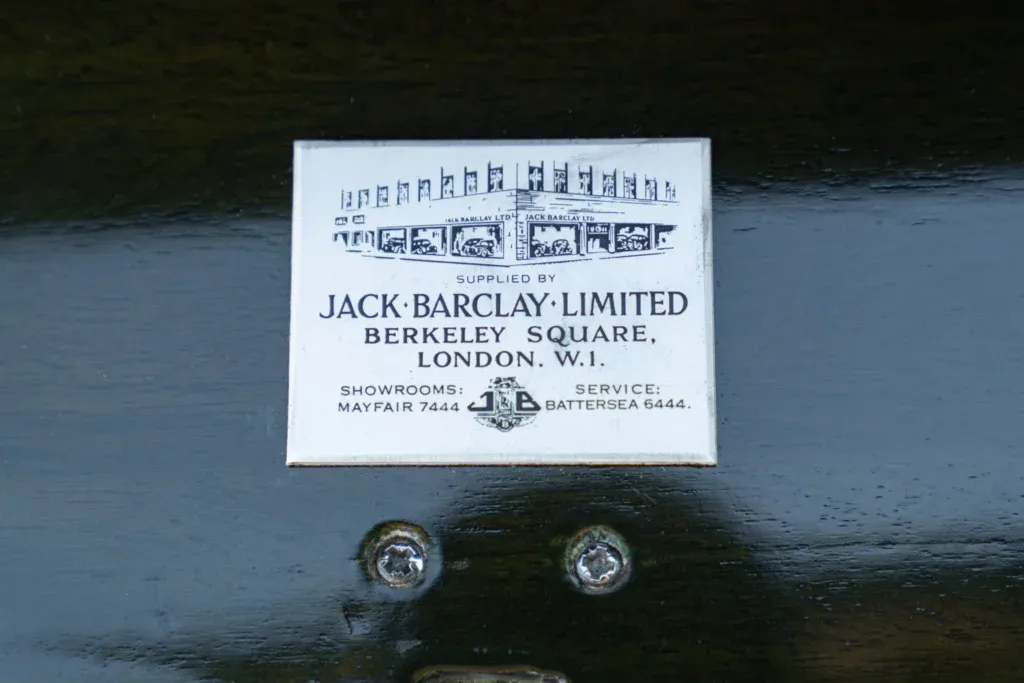 JACK BARCLAY LTD JACK BARCLAY LTD
SUPPLIED BY
JACK·BARCLAY·LIMITED
BERKELEY SQUARE,
LONDON. W.1.
SHOWROOMS: SERVICE:
MAYFAIR 7444 JB BATTERSEA 6444.